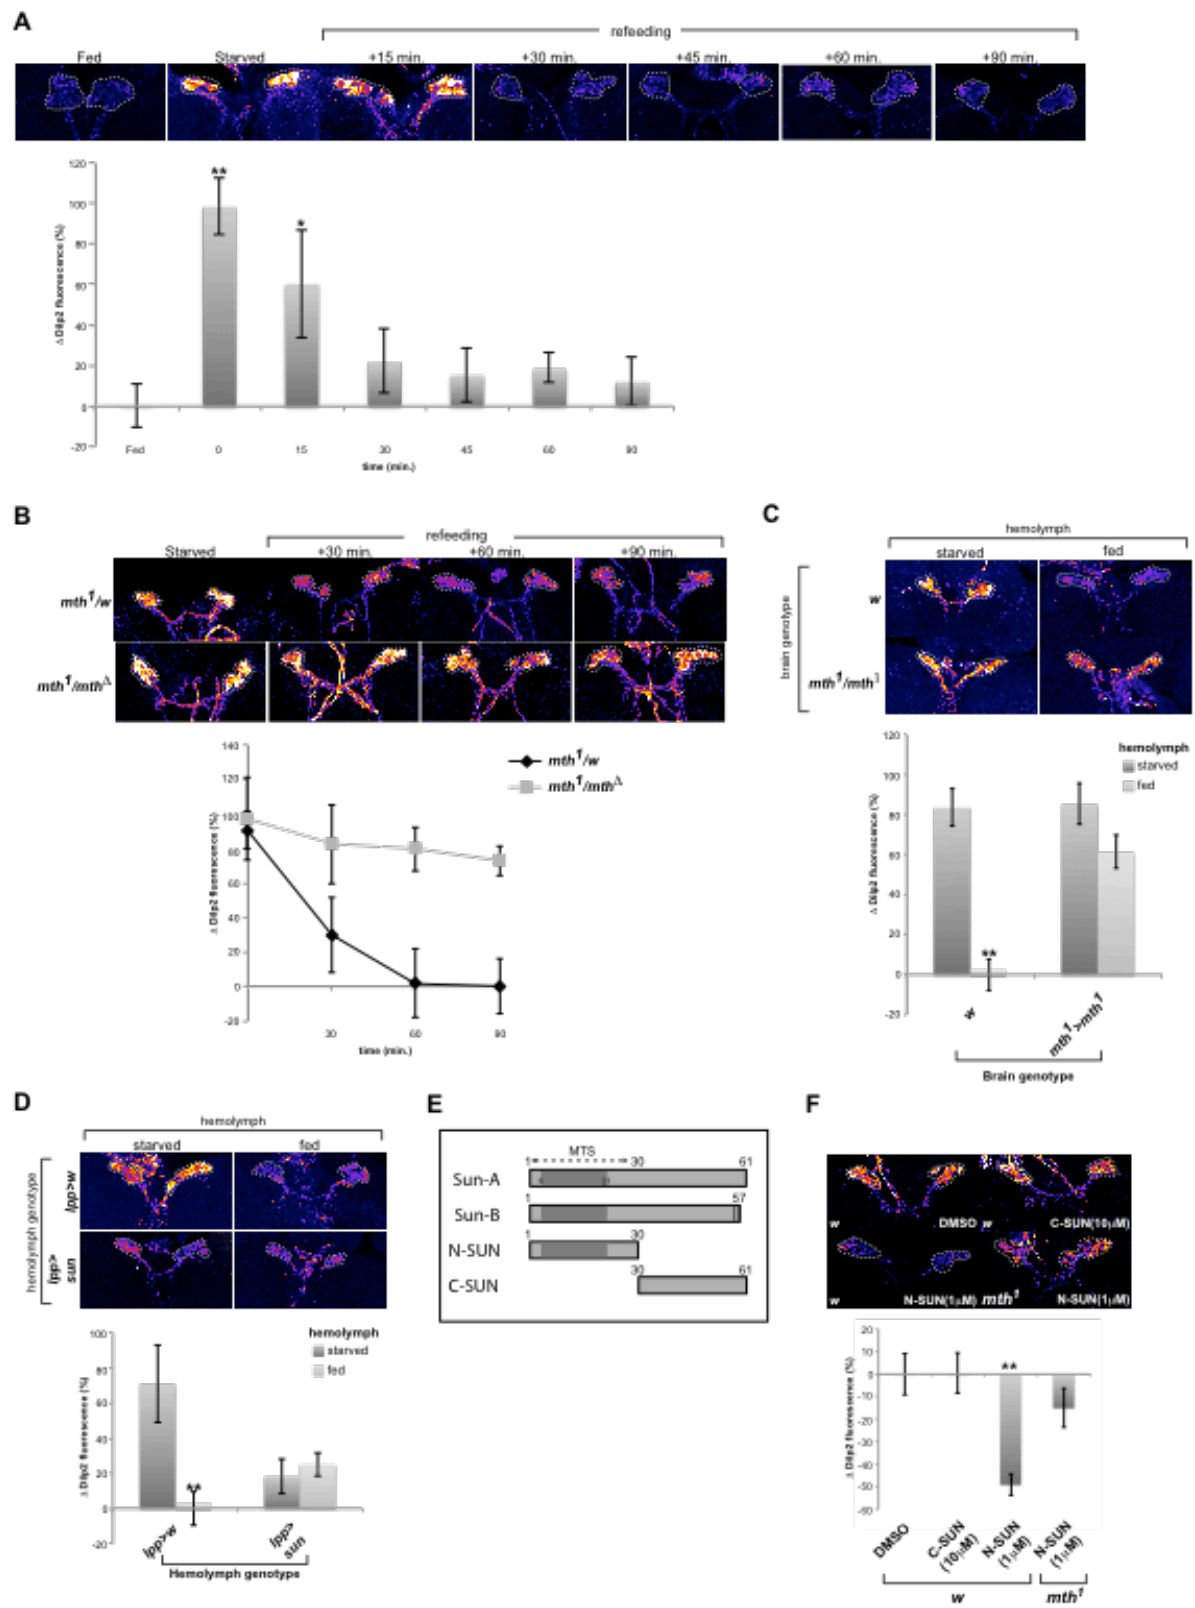 A
refeeding
Fed Starved +15 min. +30 min. +45 min. +60 min. +90 min.
120
100
80
60
40
20
0
-20
Δ Dilp2 fluorescence (%)
**
*
Fed 0 15 30 45 60 90
time (min.)
B
refeeding
Starved +30 min. +60 min. +90 min.
mth1/w
mth1/mthΔ
140
120
100
80
60
40
20
0
-20
Δ Dilp2 fluorescence (%)
mth1/w
mth1/mthΔ
30 60 90
time (min.)
C
hemolymph
starved fed
brain genotype
w
mth1/mth1
120
100
80
60
40
20
0
-20
Δ Dilp2 fluorescence (%)
hemolymph
starved
fed
**
w mth1>mth1
Brain genotype
D
hemolymph
starved fed
hemolymph genotype
lpp>w
lpp>
sun
100
80
60
40
20
0
-20
Δ Dilp2 fluorescence (%)
hemolymph
starved
fed
**
lpp>w lpp>
sun
Hemolymph genotype
E
MTS
1 30 61
Sun-A
1 57
Sun-B
1 30
N-SUN
30 61
C-SUN
F
w DMSO w C-SUN(10μM)
w N-SUN(1μM) mth1 N-SUN(1μM)
20
10
0
-10
-20
-30
-40
-50
-60
Δ Dilp2 fluorescence (%)
**
DMSO
C-SUN
(10μM)
N-SUN
(1μM)
N-SUN
(1μM)
w mth1